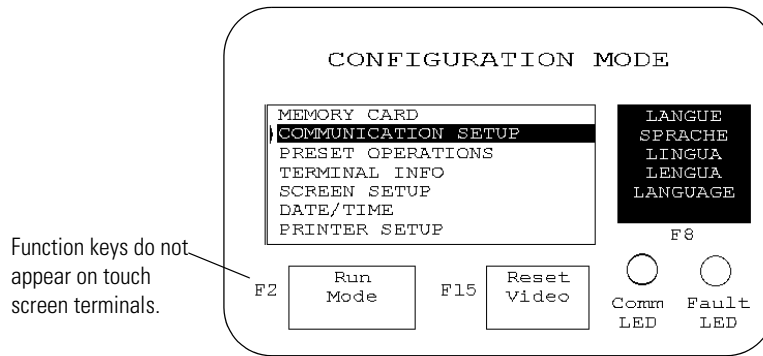 CONFIGURATION MODE
MEMORY CARD
COMMUNICATION SETUP
PRESET OPERATIONS
TERMINAL INFO
SCREEN SETUP
DATE/TIME
PRINTER SETUP
LANGUE
SPRACHE
LINGUA
LENGUA
LANGUAGE
F8
Function keys do not
appear on touch
screen terminals.
F2
Run
Mode
F15
Reset
Video
Comm
LED
Fault
LED